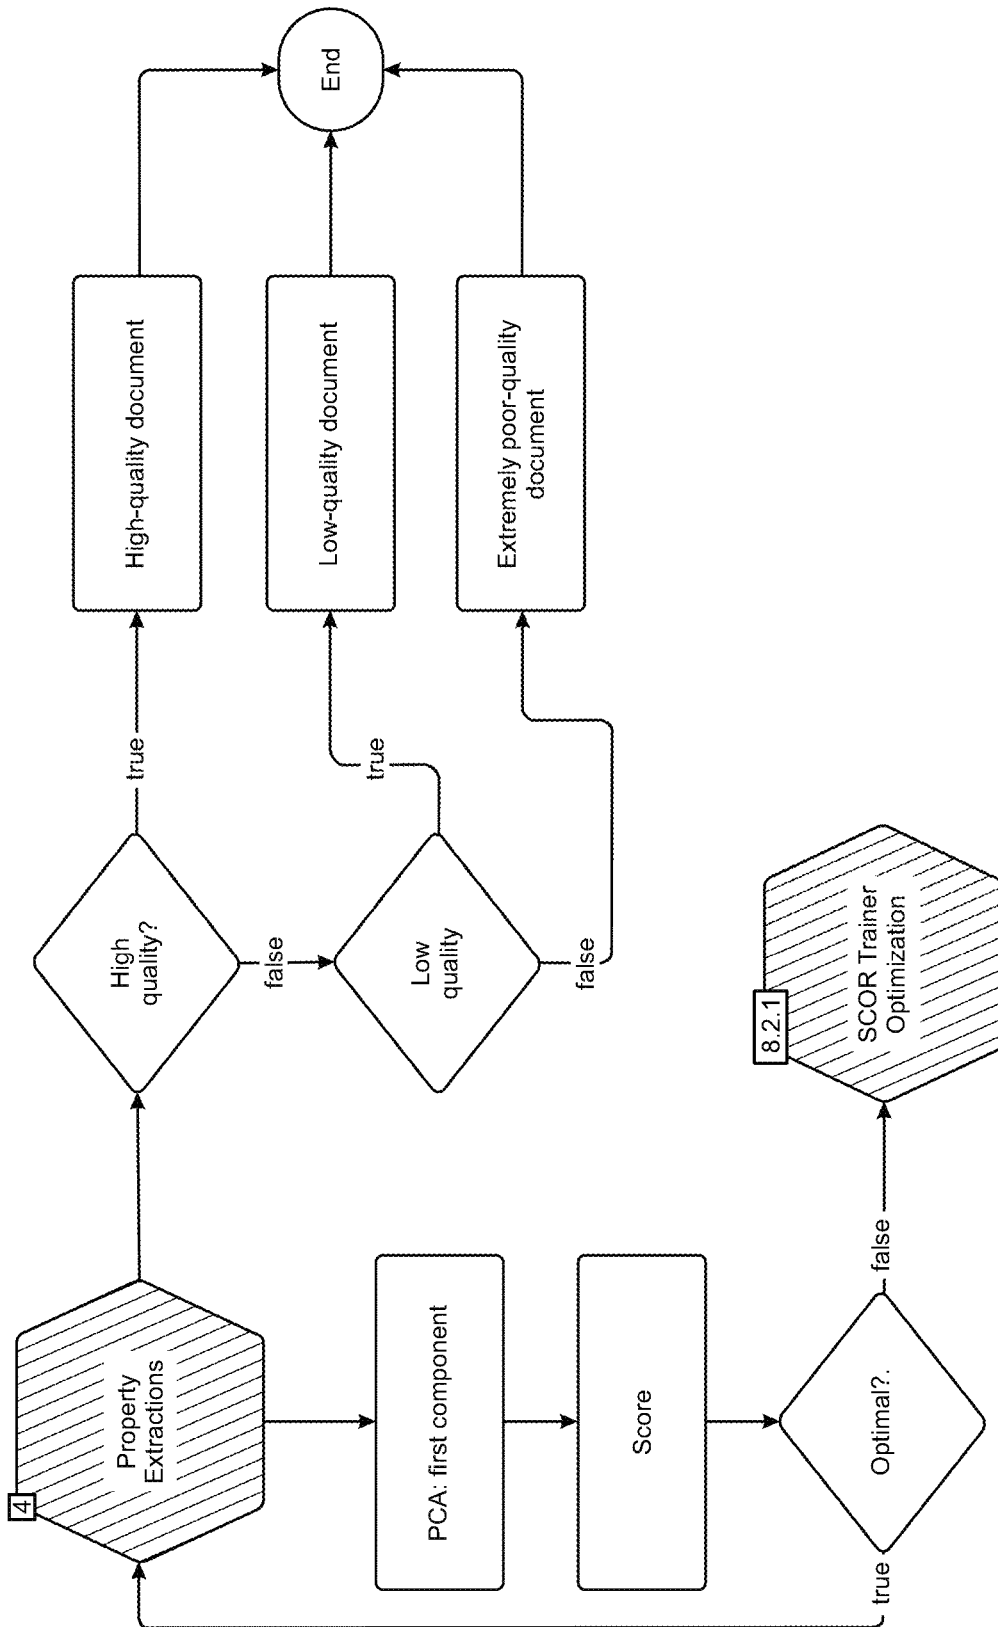 4
Property
Extractions
High
quality?
true
High-quality document
End
false
Low
quality
true
Low-quality document
false
Extremely poor-quality
document
PCA: first component
Score
Optimal?.
true
false
8.2.1
SCOR Trainer
Optimization